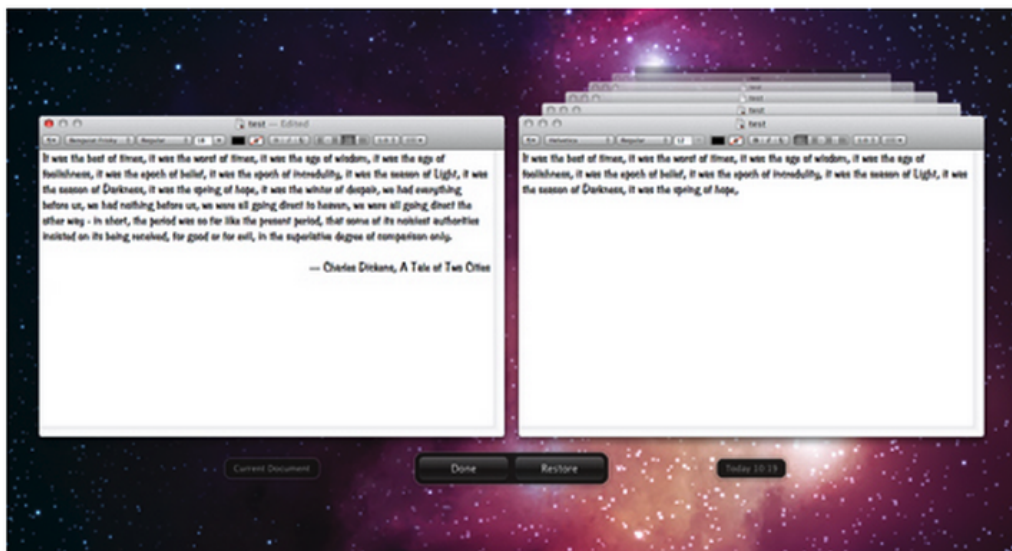 test
test
test
test
test — Edited
test
Regular
18
Helvetica
Regular
12
It was the best of times, it was the worst of times, it was the age of wisdom, it was the age of
foolishness, it was the epoch of belief, it was the epoch of incredulity, it was the season of Light, it was
the season of Darkness, it was the spring of hope, it was the winter of despair, we had everything
before us, we had nothing before us, we were all going direct to heaven, we were all going direct the
other way - in short, the period was so far like the present period, that some of its noisiest authorities
insisted on its being received, for good or for evil, in the superlative degree of comparison only.
— Charles Dickens, A Tale of Two Cities
It was the best of times, it was the worst of times, it was the age of wisdom, it was the age of
foolishness, it was the epoch of belief, it was the epoch of incredulity, it was the season of Light, it was
the season of Darkness, it was the spring of hope,
Current Document
Done
Restore
Today 10:19